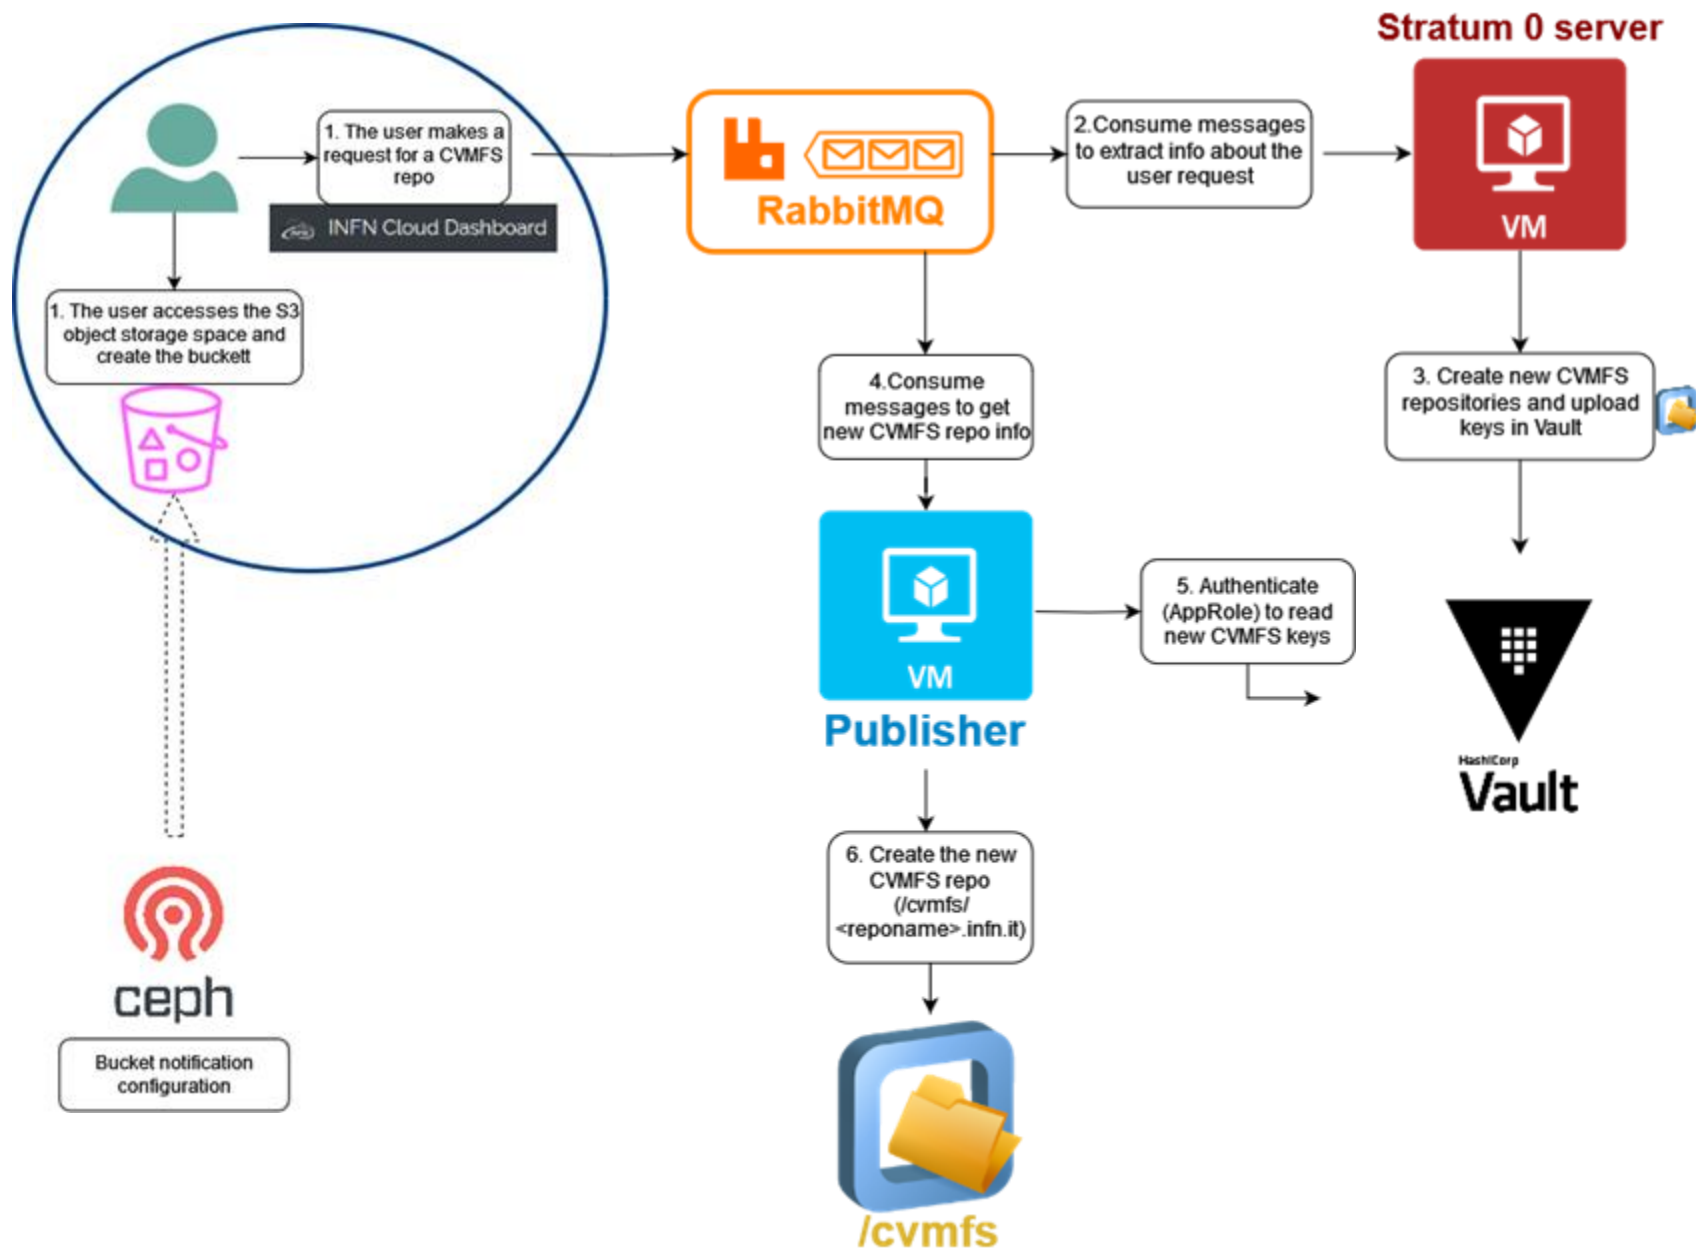 Stratum 0 server
1. The user makes a
request for a CVMFS
repo
INFN Cloud Dashboard
RabbitMQ
2.Consume messages
to extract info about the
user request
VM
1. The user accesses the S3
object storage space and
create the buckett
4.Consume
messages to get
new CVMFS repo info
3. Create new CVMFS
repositories and upload
keys in Vault
VM
Publisher
5. Authenticate
(AppRole) to read
new CVMFS keys
HashiCorp
Vault
6. Create the new
CVMFS repo
(/cvmfs/
<reponame>.infn.it)
ceph
Bucket notification
configuration
/cvmfs